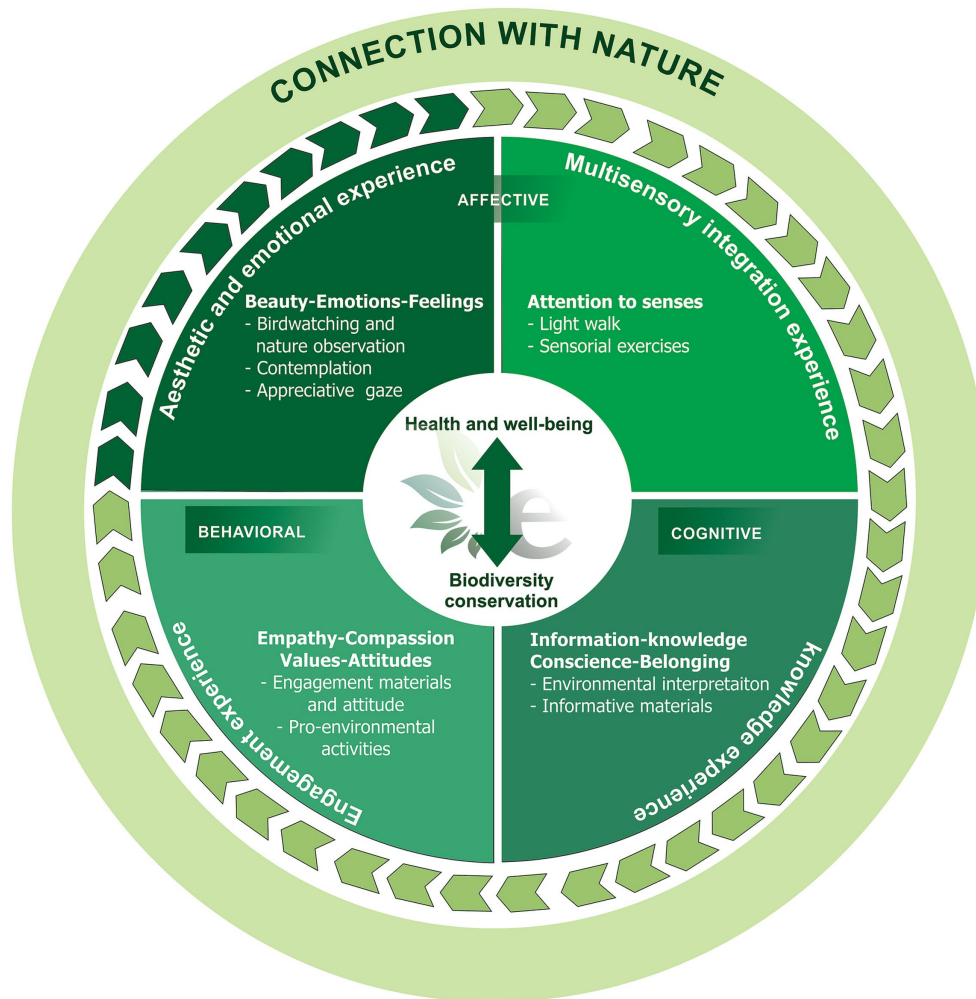 CONNECTION WITH NATURE
Aesthetic and emotional experience
Multisensory integration experience
AFFECTIVE
Beauty-Emotions-Feelings
- Birdwatching and
nature observation
- Contemplation
- Appreciative gaze
Attention to senses
- Light walk
- Sensorial exercises
Health and well-being
e
Biodiversity
conservation
BEHAVIORAL
COGNITIVE
Empathy-Compassion
Values-Attitudes
- Engagement materials
and attitude
- Pro-environmental
activities
Information-knowledge
Conscience-Belonging
- Environmental interpretaiton
- Informative materials
Engagement experience
knowledge experience